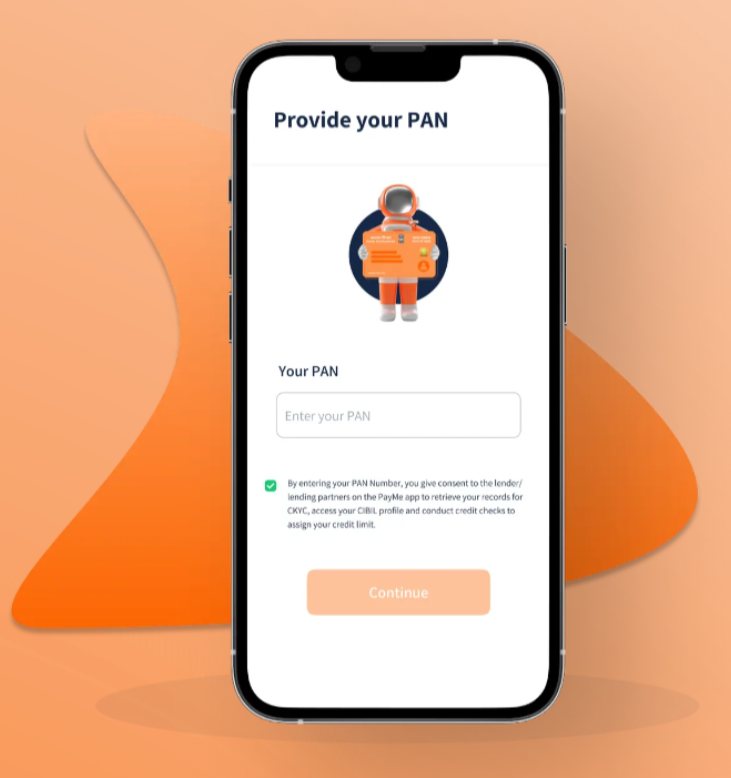 Provide your PAN
Your PAN
Enter your PAN
By entering your PAN Number, you give consent to the lender/
lending partners on the PayMe app to retrieve your records for
CKYC, access your CIBIL profile and conduct credit checks to
assign your credit limit.
Continue